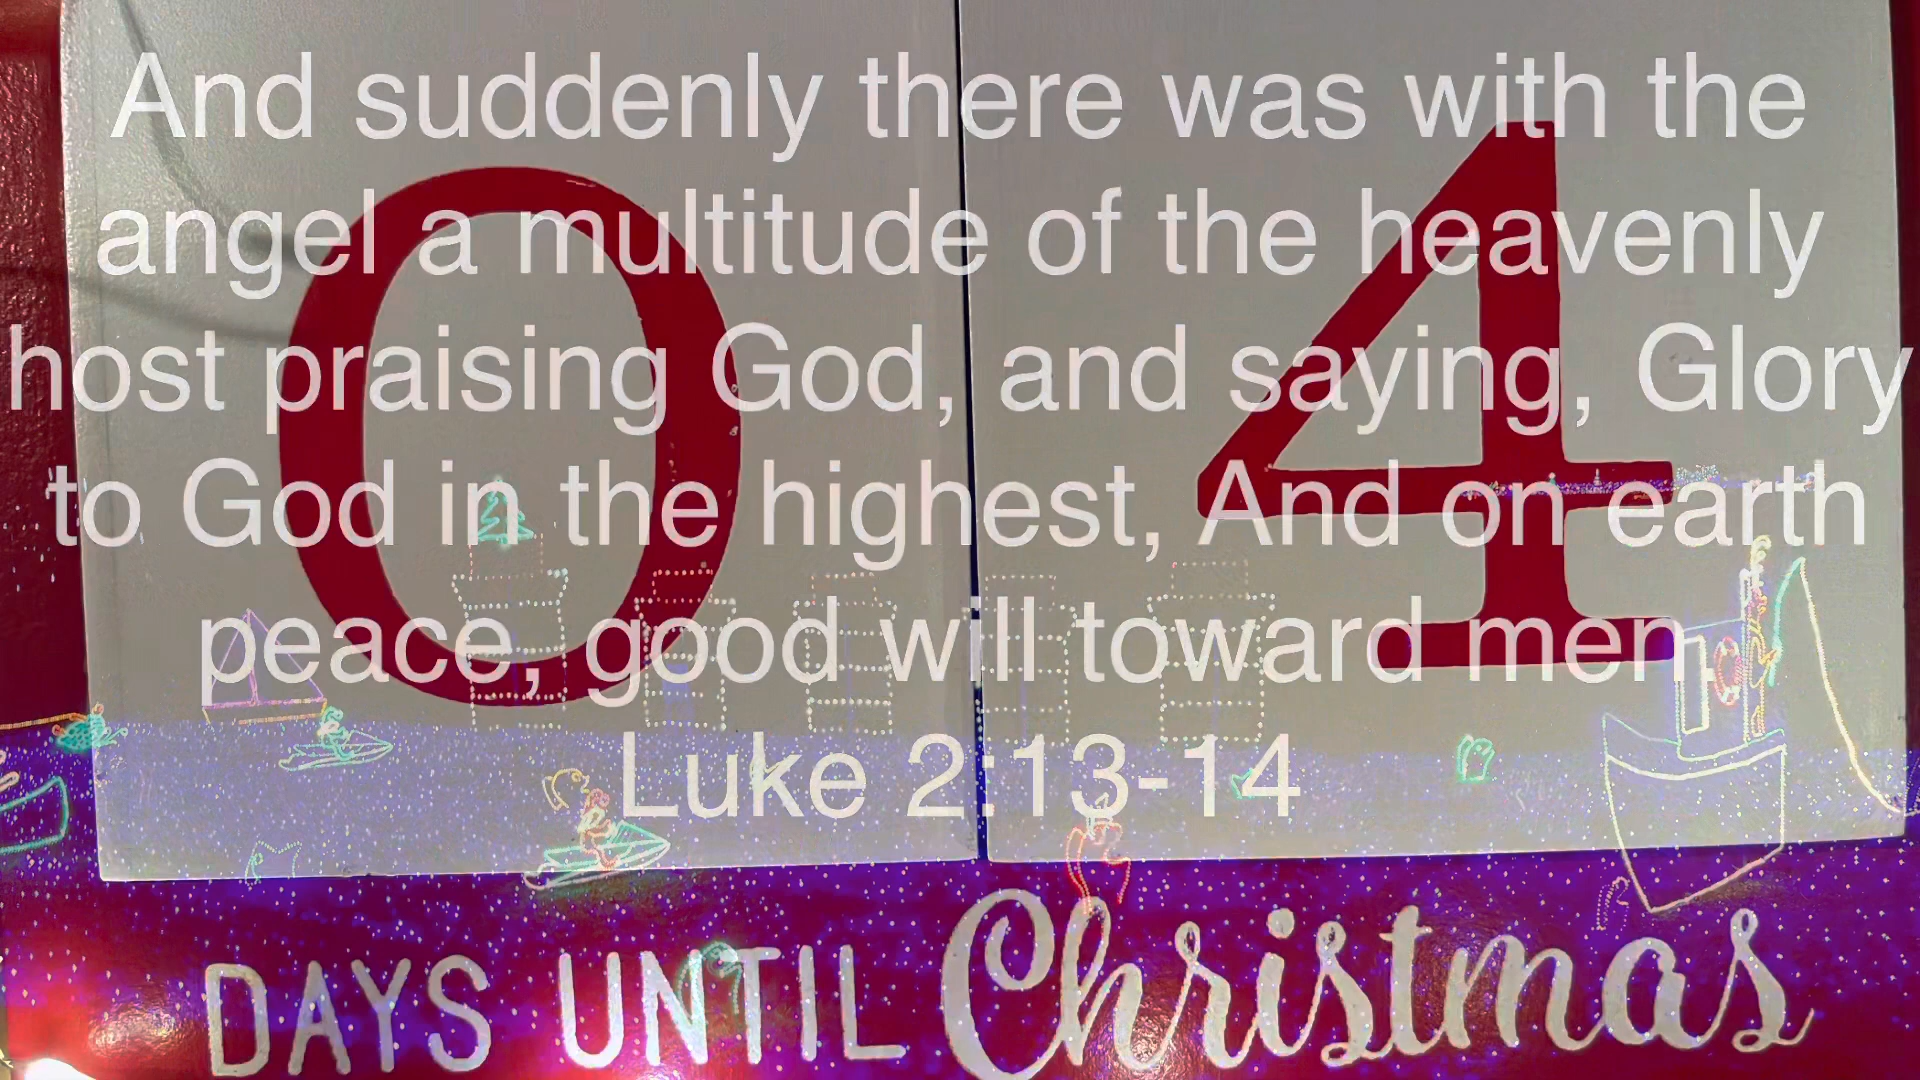 And suddenly there was with the
angel a multitude of the heavenly
host praising God, and saying, Glory
to God in the highest, And on earth
peace, good will toward men
Luke 2:13-14
04
DAYS UNTIL Christmas